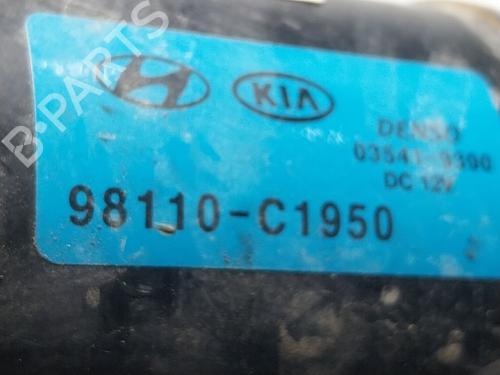 B-PARTS
KIA
DENSO
DC 12V
98110-C1950